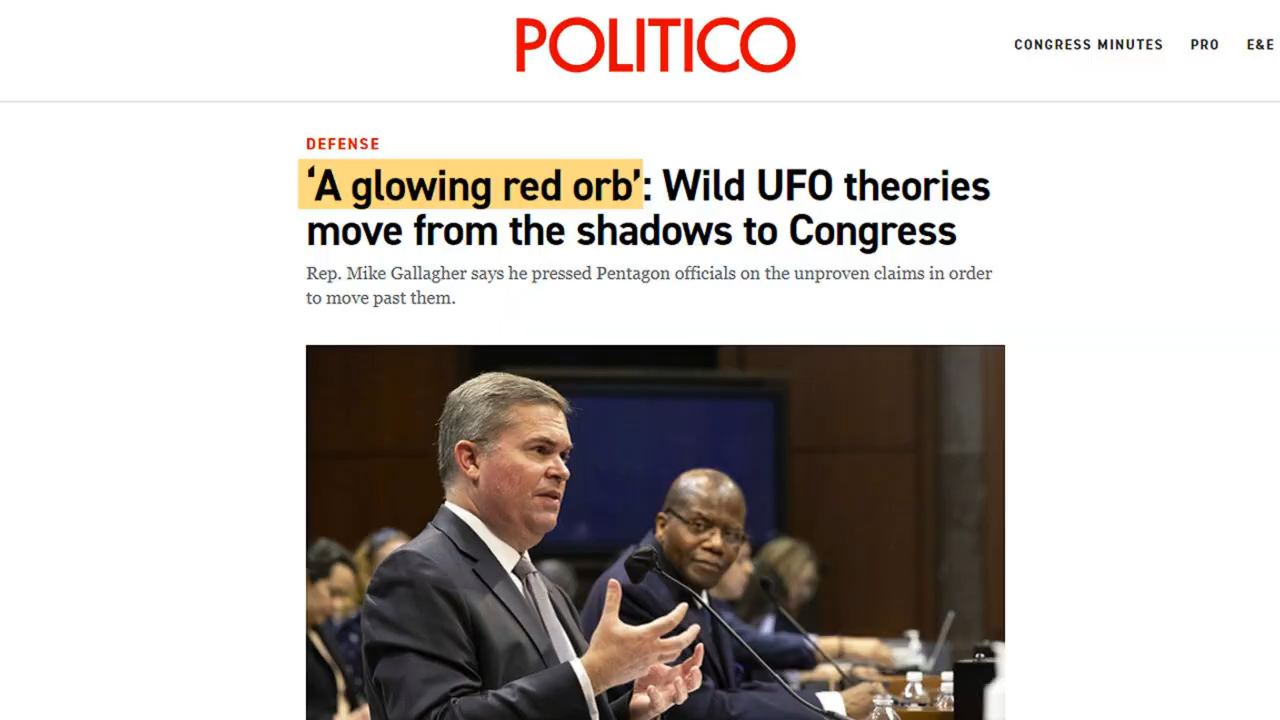 POLITICO
CONGRESS MINUTES PRO E&E
DEFENSE
‘A glowing red orb’: Wild UFO theories
move from the shadows to Congress
Rep. Mike Gallagher says he pressed Pentagon officials on the unproven claims in order
to move past them.